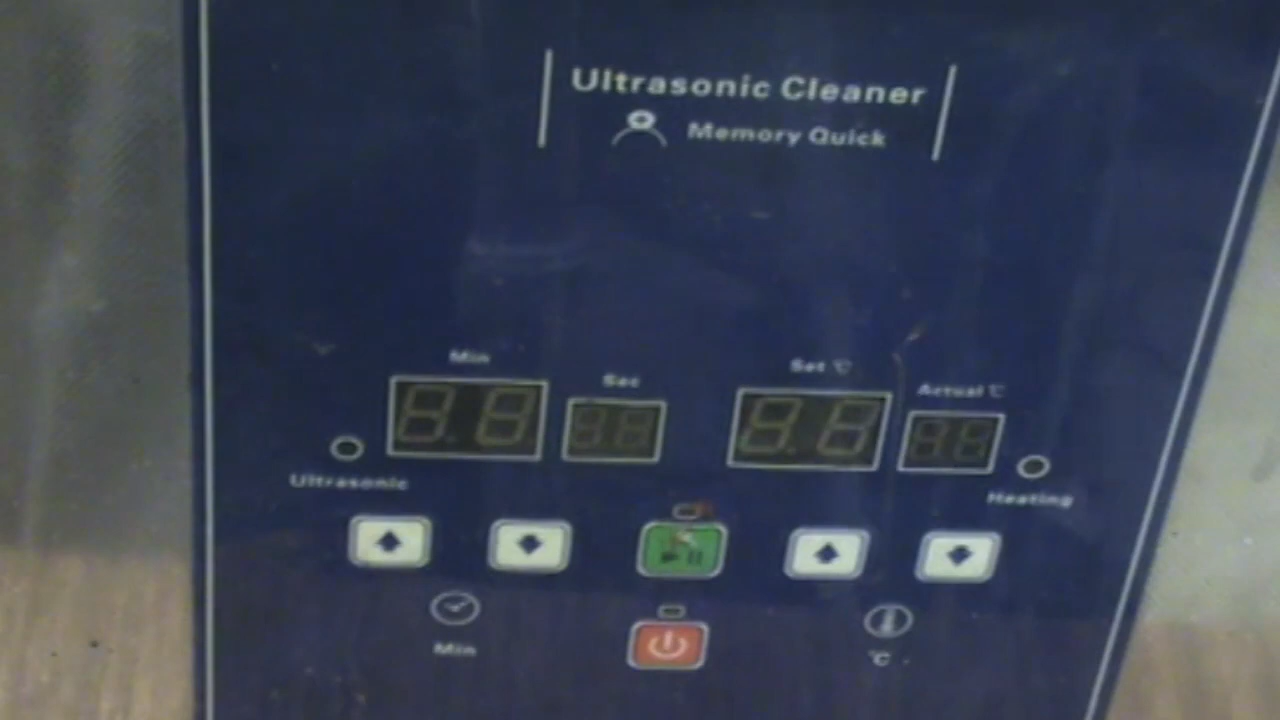 Ultrasonic Cleaner
Memory Quick
Min
Sec
Set °C
Actual °C
Ultrasonic
Heating
Min
°C